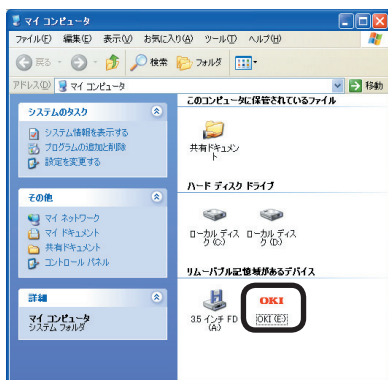 マイ コンピュータ
ファイル(F) 編集(E) 表示(V) お気に入り(A) ツール(T) ヘルプ(H)
戻る 検索 フォルダ
アドレス(D) マイ コンピュータ 移動
システムのタスク
システム情報を表示する
プログラムの追加と削除
設定を変更する
その他
マイ ネットワーク
マイ ドキュメント
共有ドキュメント
コントロール パネル
詳細
マイ コンピュータ
システム フォルダ
このコンピュータに保管されているファイル
共有ドキュメン
ト
ハード ディスク ドライブ
ローカル ディス ローカル ディス
ク (C:) ク (D:)
リムーバブル記憶域があるデバイス
OKI
3.5 インチ FD OKI (E:)
(A:)